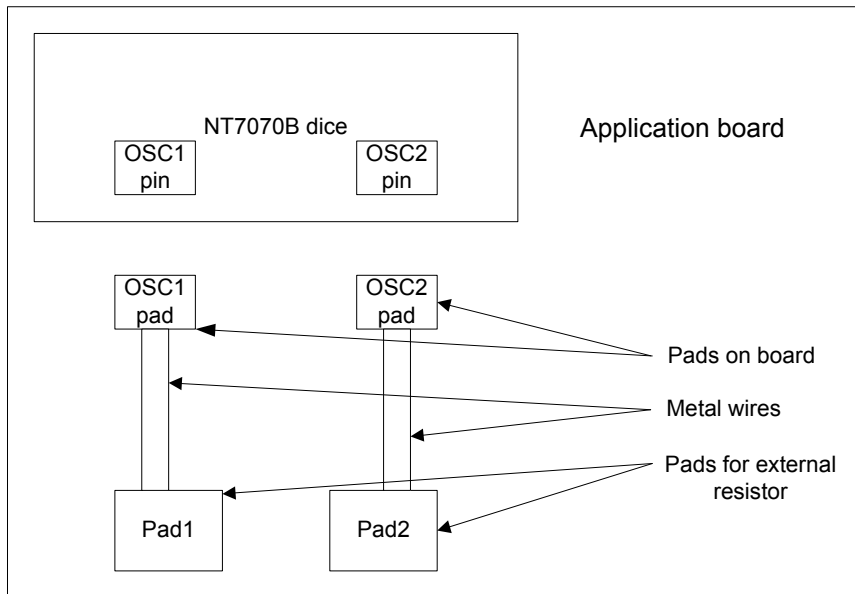 NT7070B dice
Application board
OSC1
pin
OSC2
pin
OSC1
pad
OSC2
pad
Pads on board
Metal wires
Pads for external
resistor
Pad1
Pad2